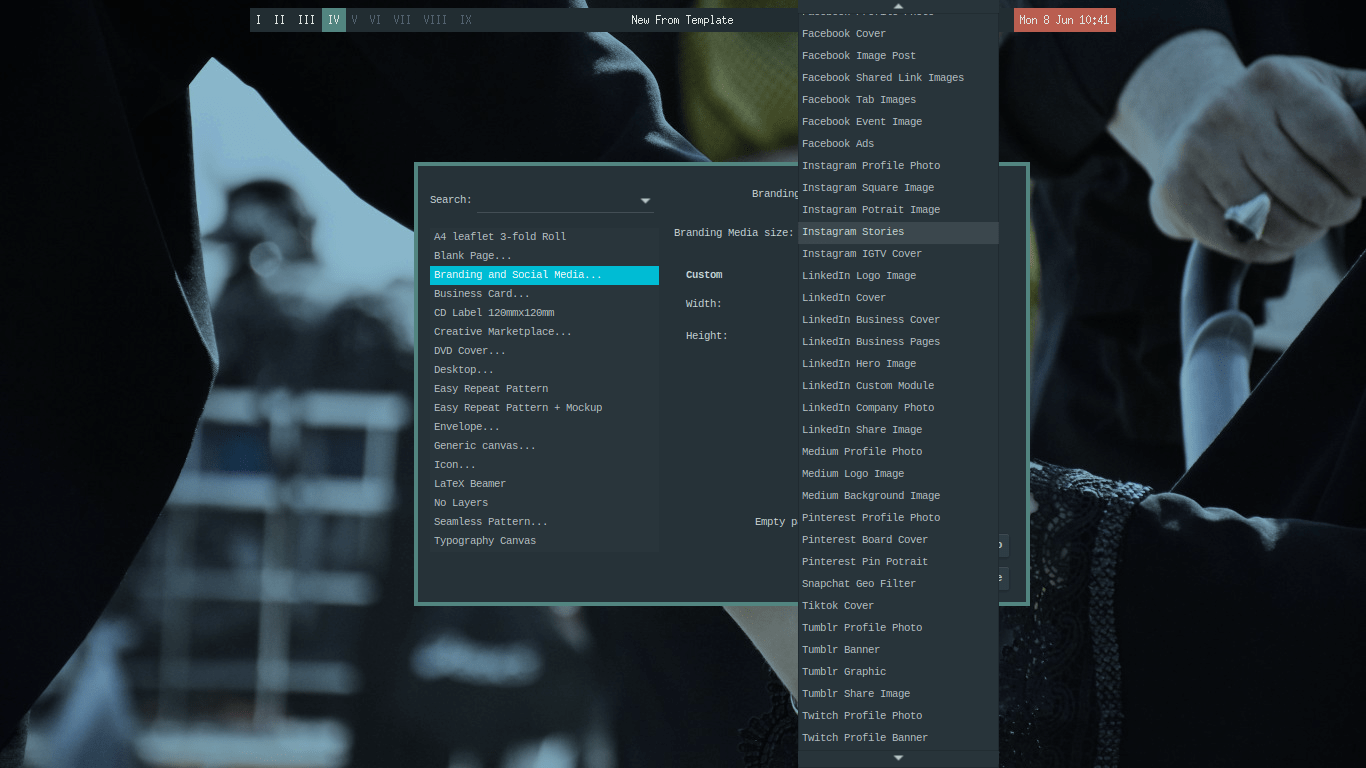 I II III IV V VI VII VIII IX
New From Template
Mon 8 Jun 10:41
Search:
A4 leaflet 3-fold Roll
Blank Page...
Branding and Social Media...
Business Card...
CD Label 120mmx120mm
Creative Marketplace...
DVD Cover...
Desktop...
Easy Repeat Pattern
Easy Repeat Pattern + Mockup
Envelope...
Generic canvas...
Icon...
LaTeX Beamer
No Layers
Seamless Pattern...
Typography Canvas
Branding
Branding Media size:
Custom
Width:
Height:
Empty p
Facebook Profile Photo
Facebook Cover
Facebook Image Post
Facebook Shared Link Images
Facebook Tab Images
Facebook Event Image
Facebook Ads
Instagram Profile Photo
Instagram Square Image
Instagram Potrait Image
Instagram Stories
Instagram IGTV Cover
LinkedIn Logo Image
LinkedIn Cover
LinkedIn Business Cover
LinkedIn Business Pages
LinkedIn Hero Image
LinkedIn Custom Module
LinkedIn Company Photo
LinkedIn Share Image
Medium Profile Photo
Medium Logo Image
Medium Background Image
Pinterest Profile Photo
Pinterest Board Cover
Pinterest Pin Potrait
Snapchat Geo Filter
Tiktok Cover
Tumblr Profile Photo
Tumblr Banner
Tumblr Graphic
Tumblr Share Image
Twitch Profile Photo
Twitch Profile Banner